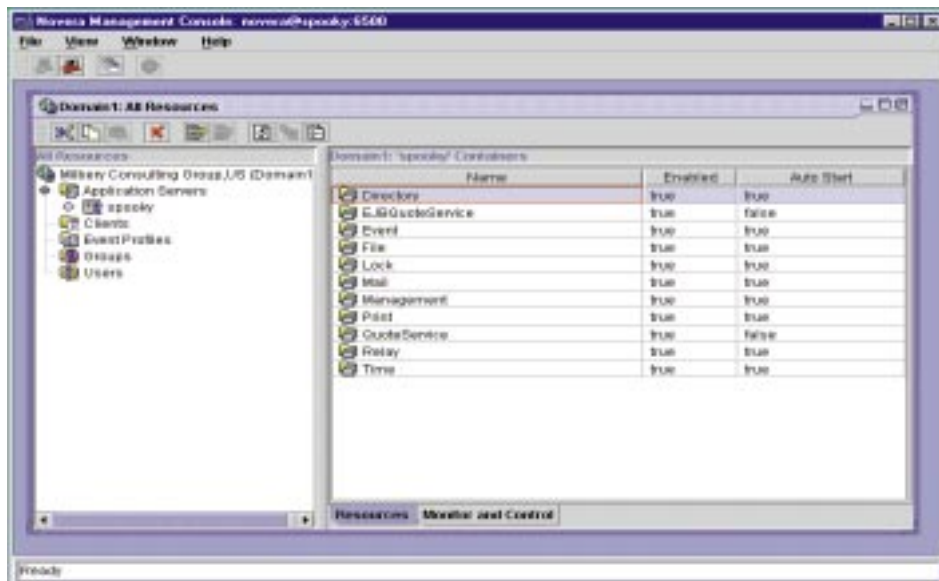 Novera Management Console: novera@spooky:6500
File View Window Help
Domain1: All Resources
All Resources
Domain1: 'spooky' Containers
Military Consulting Group,US (Domain1
Application Servers
spooky
Clients
Event Profiles
Groups
Users
Name Enabled Auto Start
Directory true true
EJBQuoteService true false
Event true true
File true true
Lock true true
Mail true true
Management true true
Print true true
QuoteService true false
Relay true true
Time true true
Resources Monitor and Control
Ready